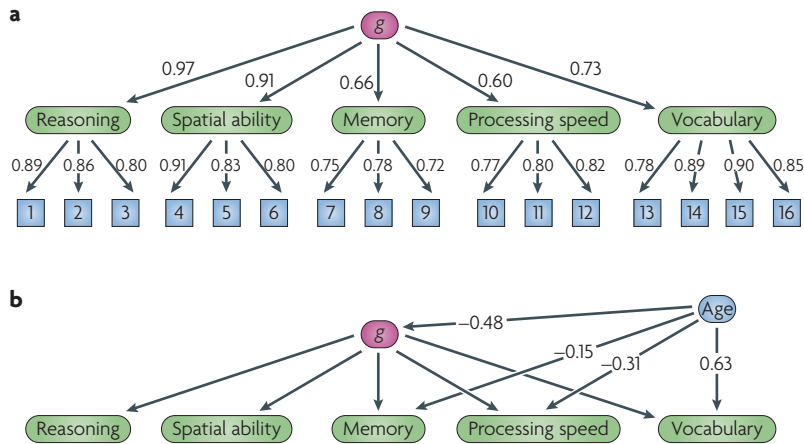 a
g
0.97 0.91 0.66 0.60 0.73
Reasoning Spatial ability Memory Processing speed Vocabulary
0.89 0.86 0.80 0.91 0.83 0.80 0.75 0.78 0.72 0.77 0.80 0.82 0.78 0.89 0.90 0.85
1 2 3 4 5 6 7 8 9 10 11 12 13 14 15 16
b
Age
g
−0.48
−0.15 −0.31 0.63
Reasoning Spatial ability Memory Processing speed Vocabulary